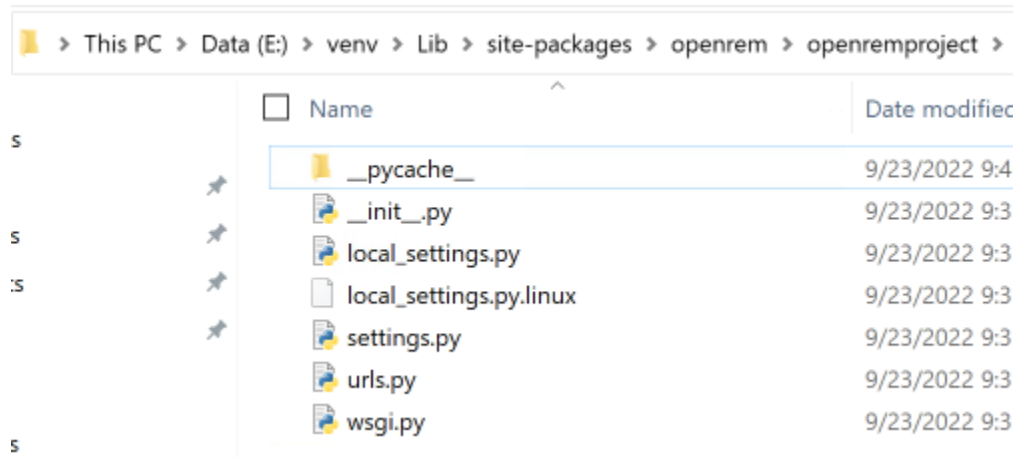 This PC > Data (E:) > venv > Lib > site-packages > openrem > openremproject >
Name Date modified
s
__pycache__ 9/23/2022 9:4
__init__.py 9/23/2022 9:3
s
local_settings.py 9/23/2022 9:3
:s
local_settings.py.linux 9/23/2022 9:3
settings.py 9/23/2022 9:3
urls.py 9/23/2022 9:3
wsgi.py 9/23/2022 9:3
s